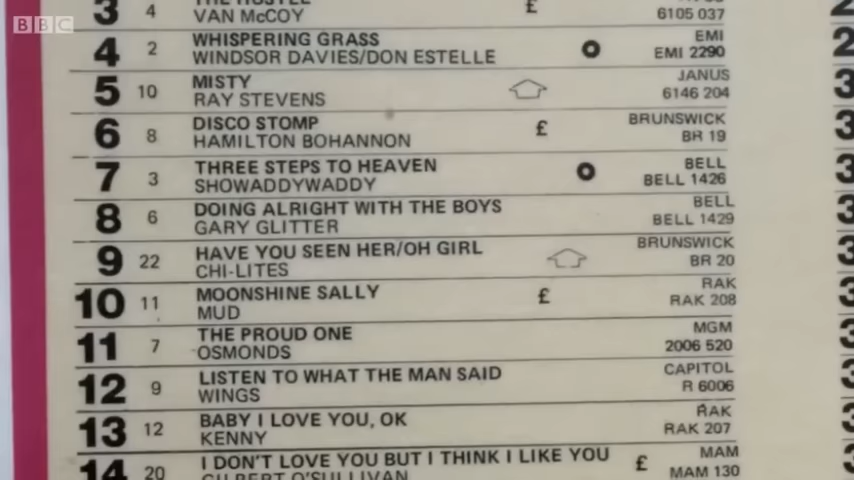 BBC
THE HUSTLE
3 4 £
VAN McCOY 6105 037
WHISPERING GRASS EMI
4 2 WINDSOR DAVIES/DON ESTELLE EMI 2290
MISTY JANUS
5 10 RAY STEVENS 6146 204
DISCO STOMP £ BRUNSWICK
6 8 HAMILTON BOHANNON BR 19
THREE STEPS TO HEAVEN BELL
7 3 SHOWADDYWADDY BELL 1426
DOING ALRIGHT WITH THE BOYS BELL
8 6 GARY GLITTER BELL 1429
HAVE YOU SEEN HER/OH GIRL BRUNSWICK
9 22 CHI-LITES BR 20
MOONSHINE SALLY £ RAK
10 11 MUD RAK 208
THE PROUD ONE MGM
11 7 OSMONDS 2006 520
LISTEN TO WHAT THE MAN SAID CAPITOL
12 9 WINGS R 6006
BABY I LOVE YOU, OK RAK
13 12 KENNY RAK 207
I DON'T LOVE YOU BUT I THINK I LIKE YOU £ MAM
14 20 GILBERT O'SULLIVAN MAM 130